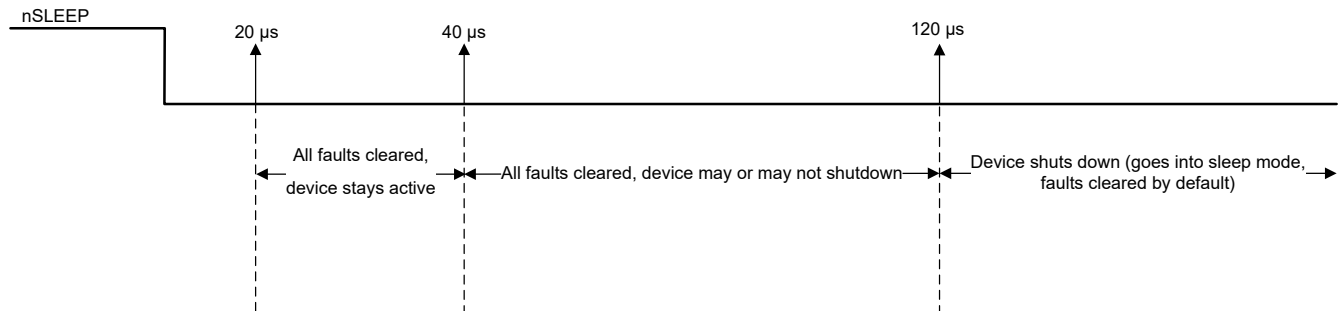 nSLEEP
20 µs
40 µs
120 µs
All faults cleared,
device stays active
All faults cleared, device may or may not shutdown
Device shuts down (goes into sleep mode,
faults cleared by default)